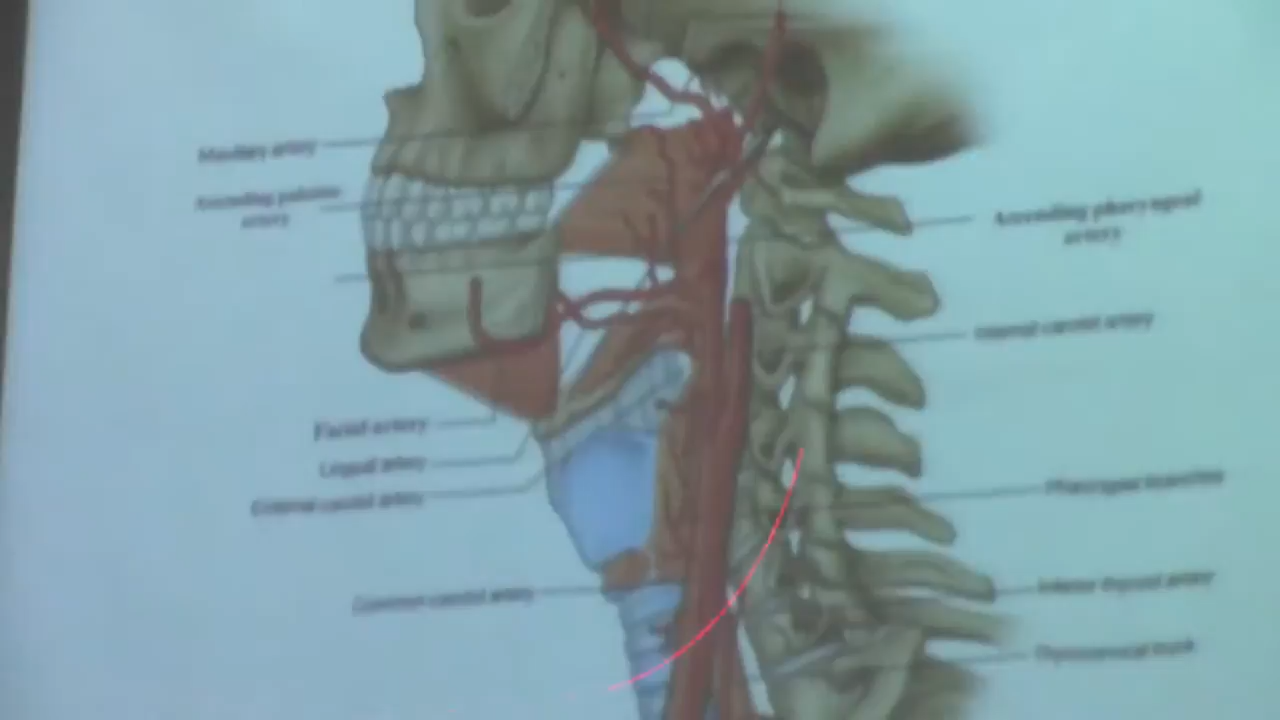 Maxillary artery
Ascending palatine
artery
Facial artery
Lingual artery
External carotid artery
Common carotid artery
Ascending pharyngeal
artery
Internal carotid artery
Pharyngeal branches
Inferior thyroid artery
Thyrocervical trunk